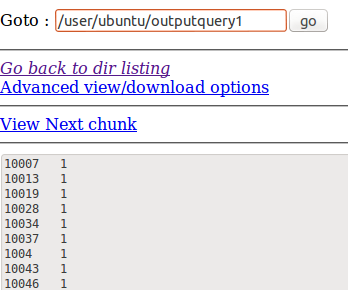 Goto : /user/ubuntu/outputquery1 go
Go back to dir listing
Advanced view/download options
View Next chunk
10007 1
10013 1
10019 1
10028 1
10034 1
10037 1
1004 1
10043 1
10046 1